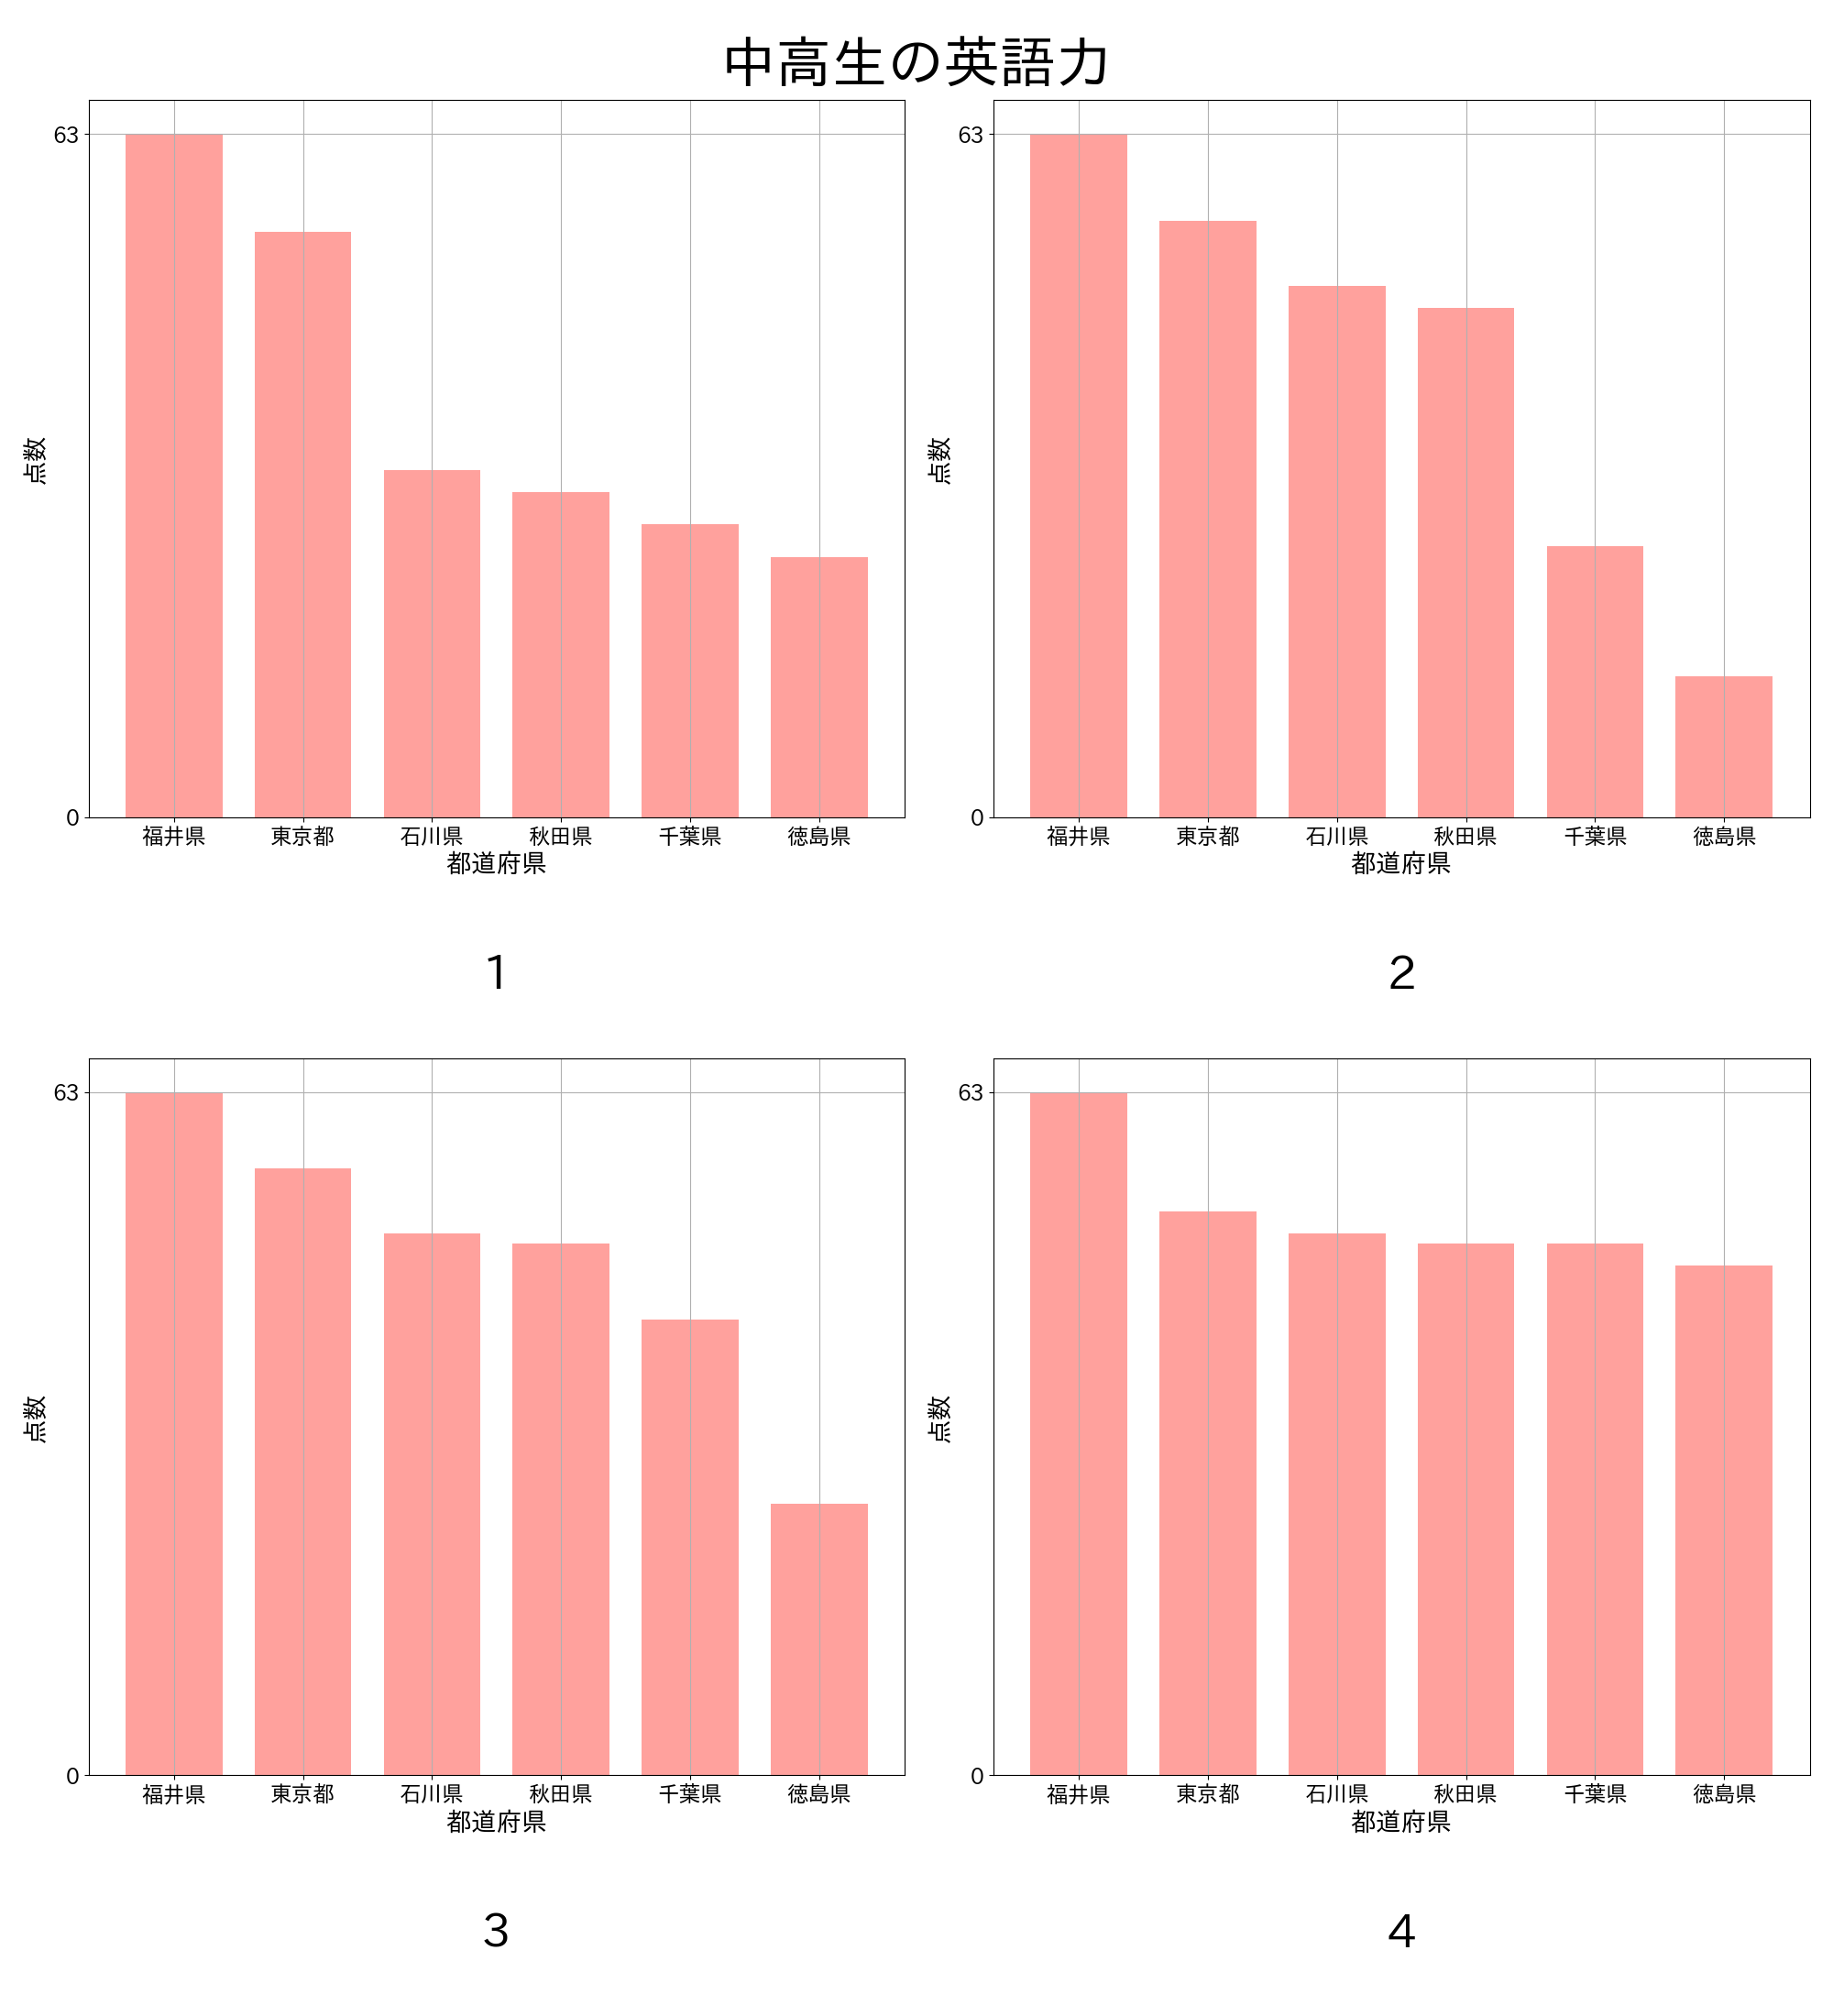 中高生の英語力
63
点数
0
福井県 東京都 石川県 秋田県 千葉県 徳島県
都道府県
1
63
点数
0
福井県 東京都 石川県 秋田県 千葉県 徳島県
都道府県
2
63
点数
0
福井県 東京都 石川県 秋田県 千葉県 徳島県
都道府県
3
63
点数
0
福井県 東京都 石川県 秋田県 千葉県 徳島県
都道府県
4